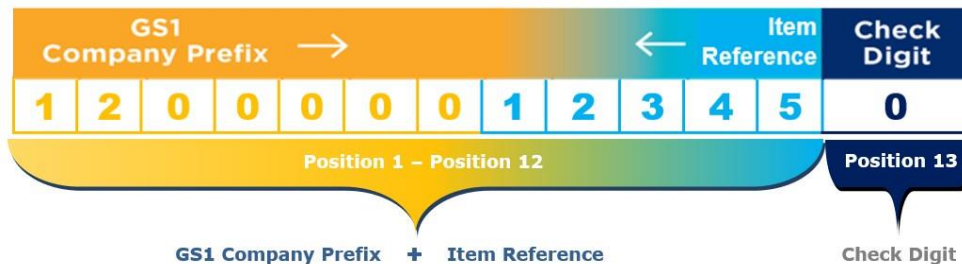 GS1
Company Prefix → ← Item
Reference
Check
Digit
1 2 0 0 0 0 0 1 2 3 4 5 0
Position 1 – Position 12
Position 13
GS1 Company Prefix + Item Reference
Check Digit